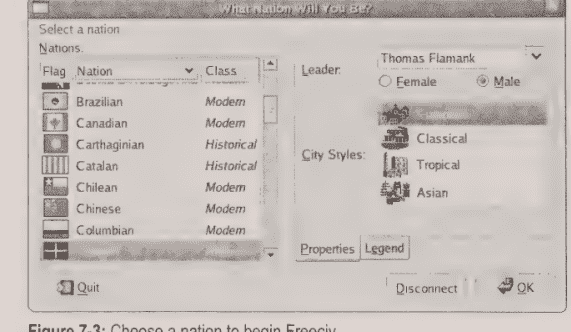 What Nation Will You Be?
Select a nation
Nations.
Flag Nation Class
Brazilian Modern
Canadian Modern
Carthaginian Historical
Catalan Historical
Chilean Modern
Chinese Modern
Columbian Modern
Quit
Leader:
Thomas Flamank
Female Male
City Styles:
Classical
Tropical
Asian
Properties Legend
Disconnect OK
Figure 7-3: Choose a nation to begin Freeciv